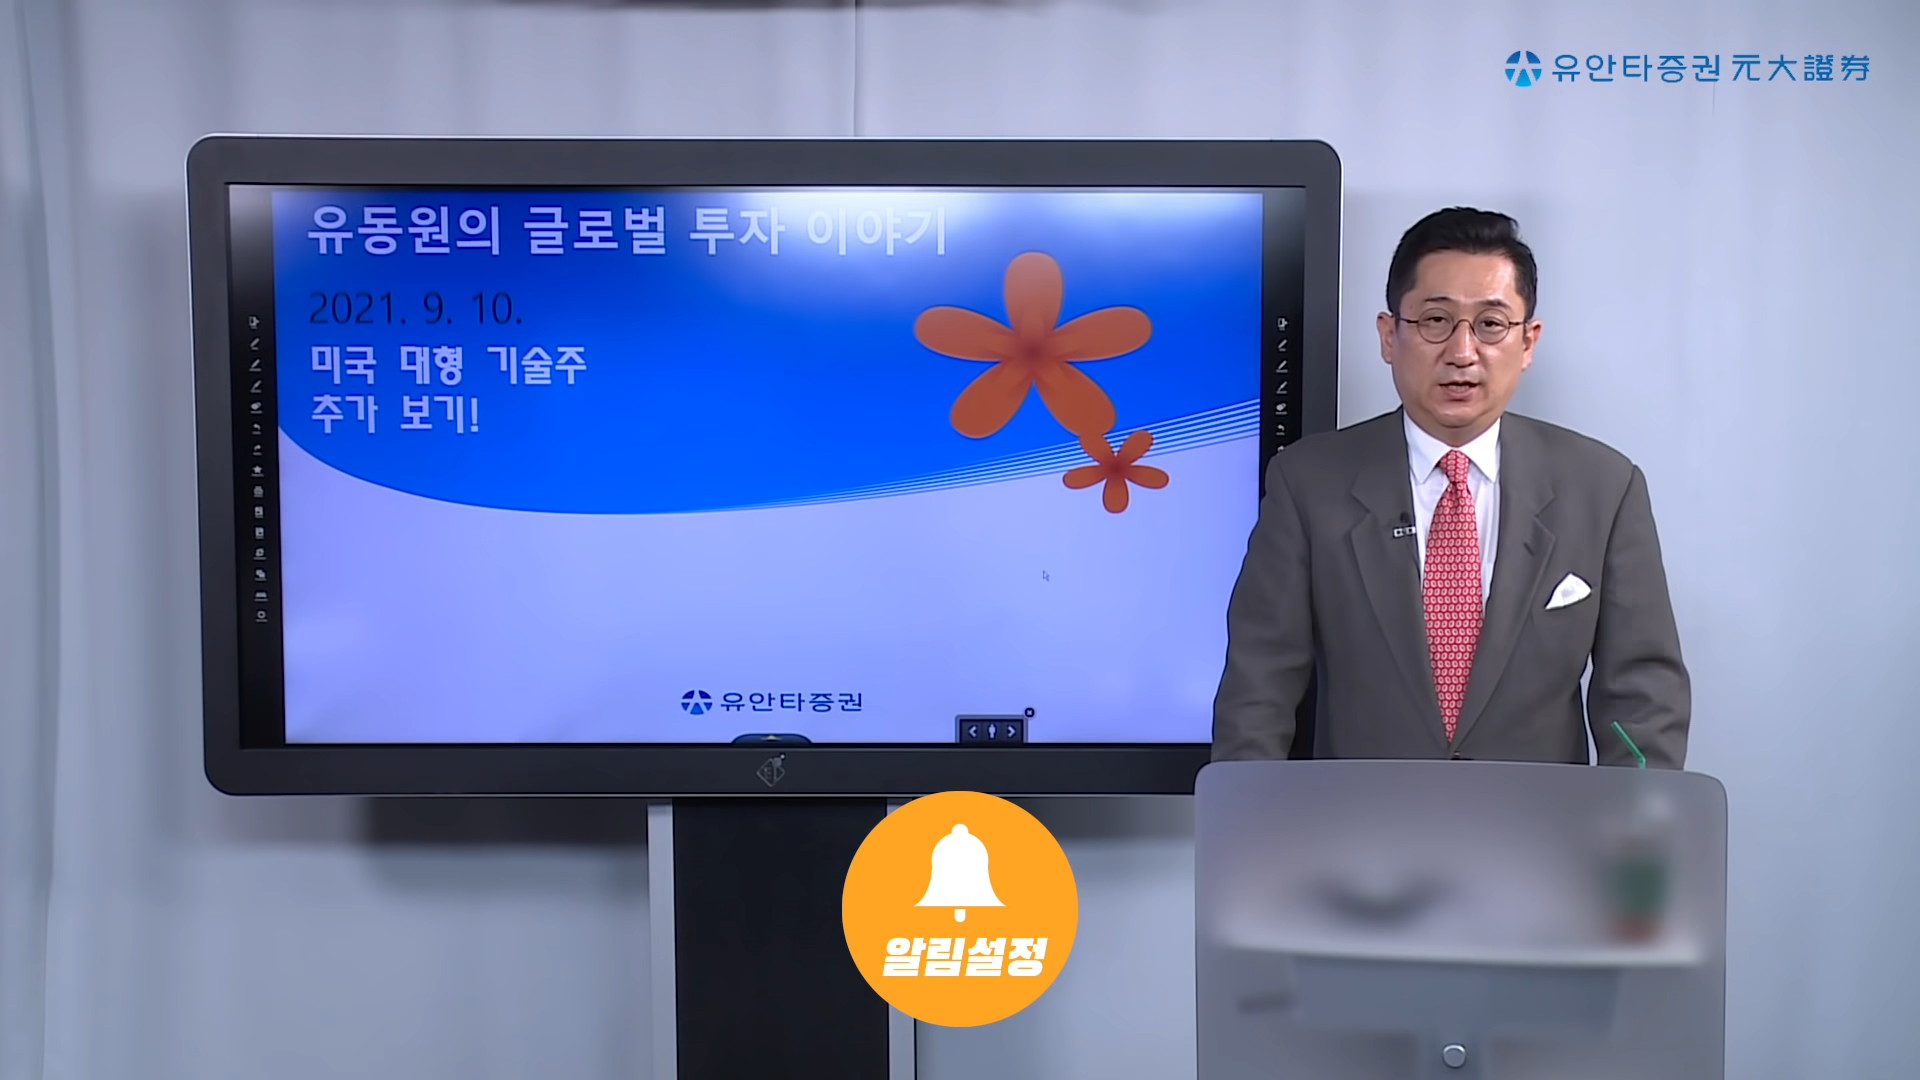 유안타증권 元大證券
유동원의 글로벌 투자 이야기
2021. 9. 10.
미국 대형 기술주
추가 보기!
유안타증권
알림설정